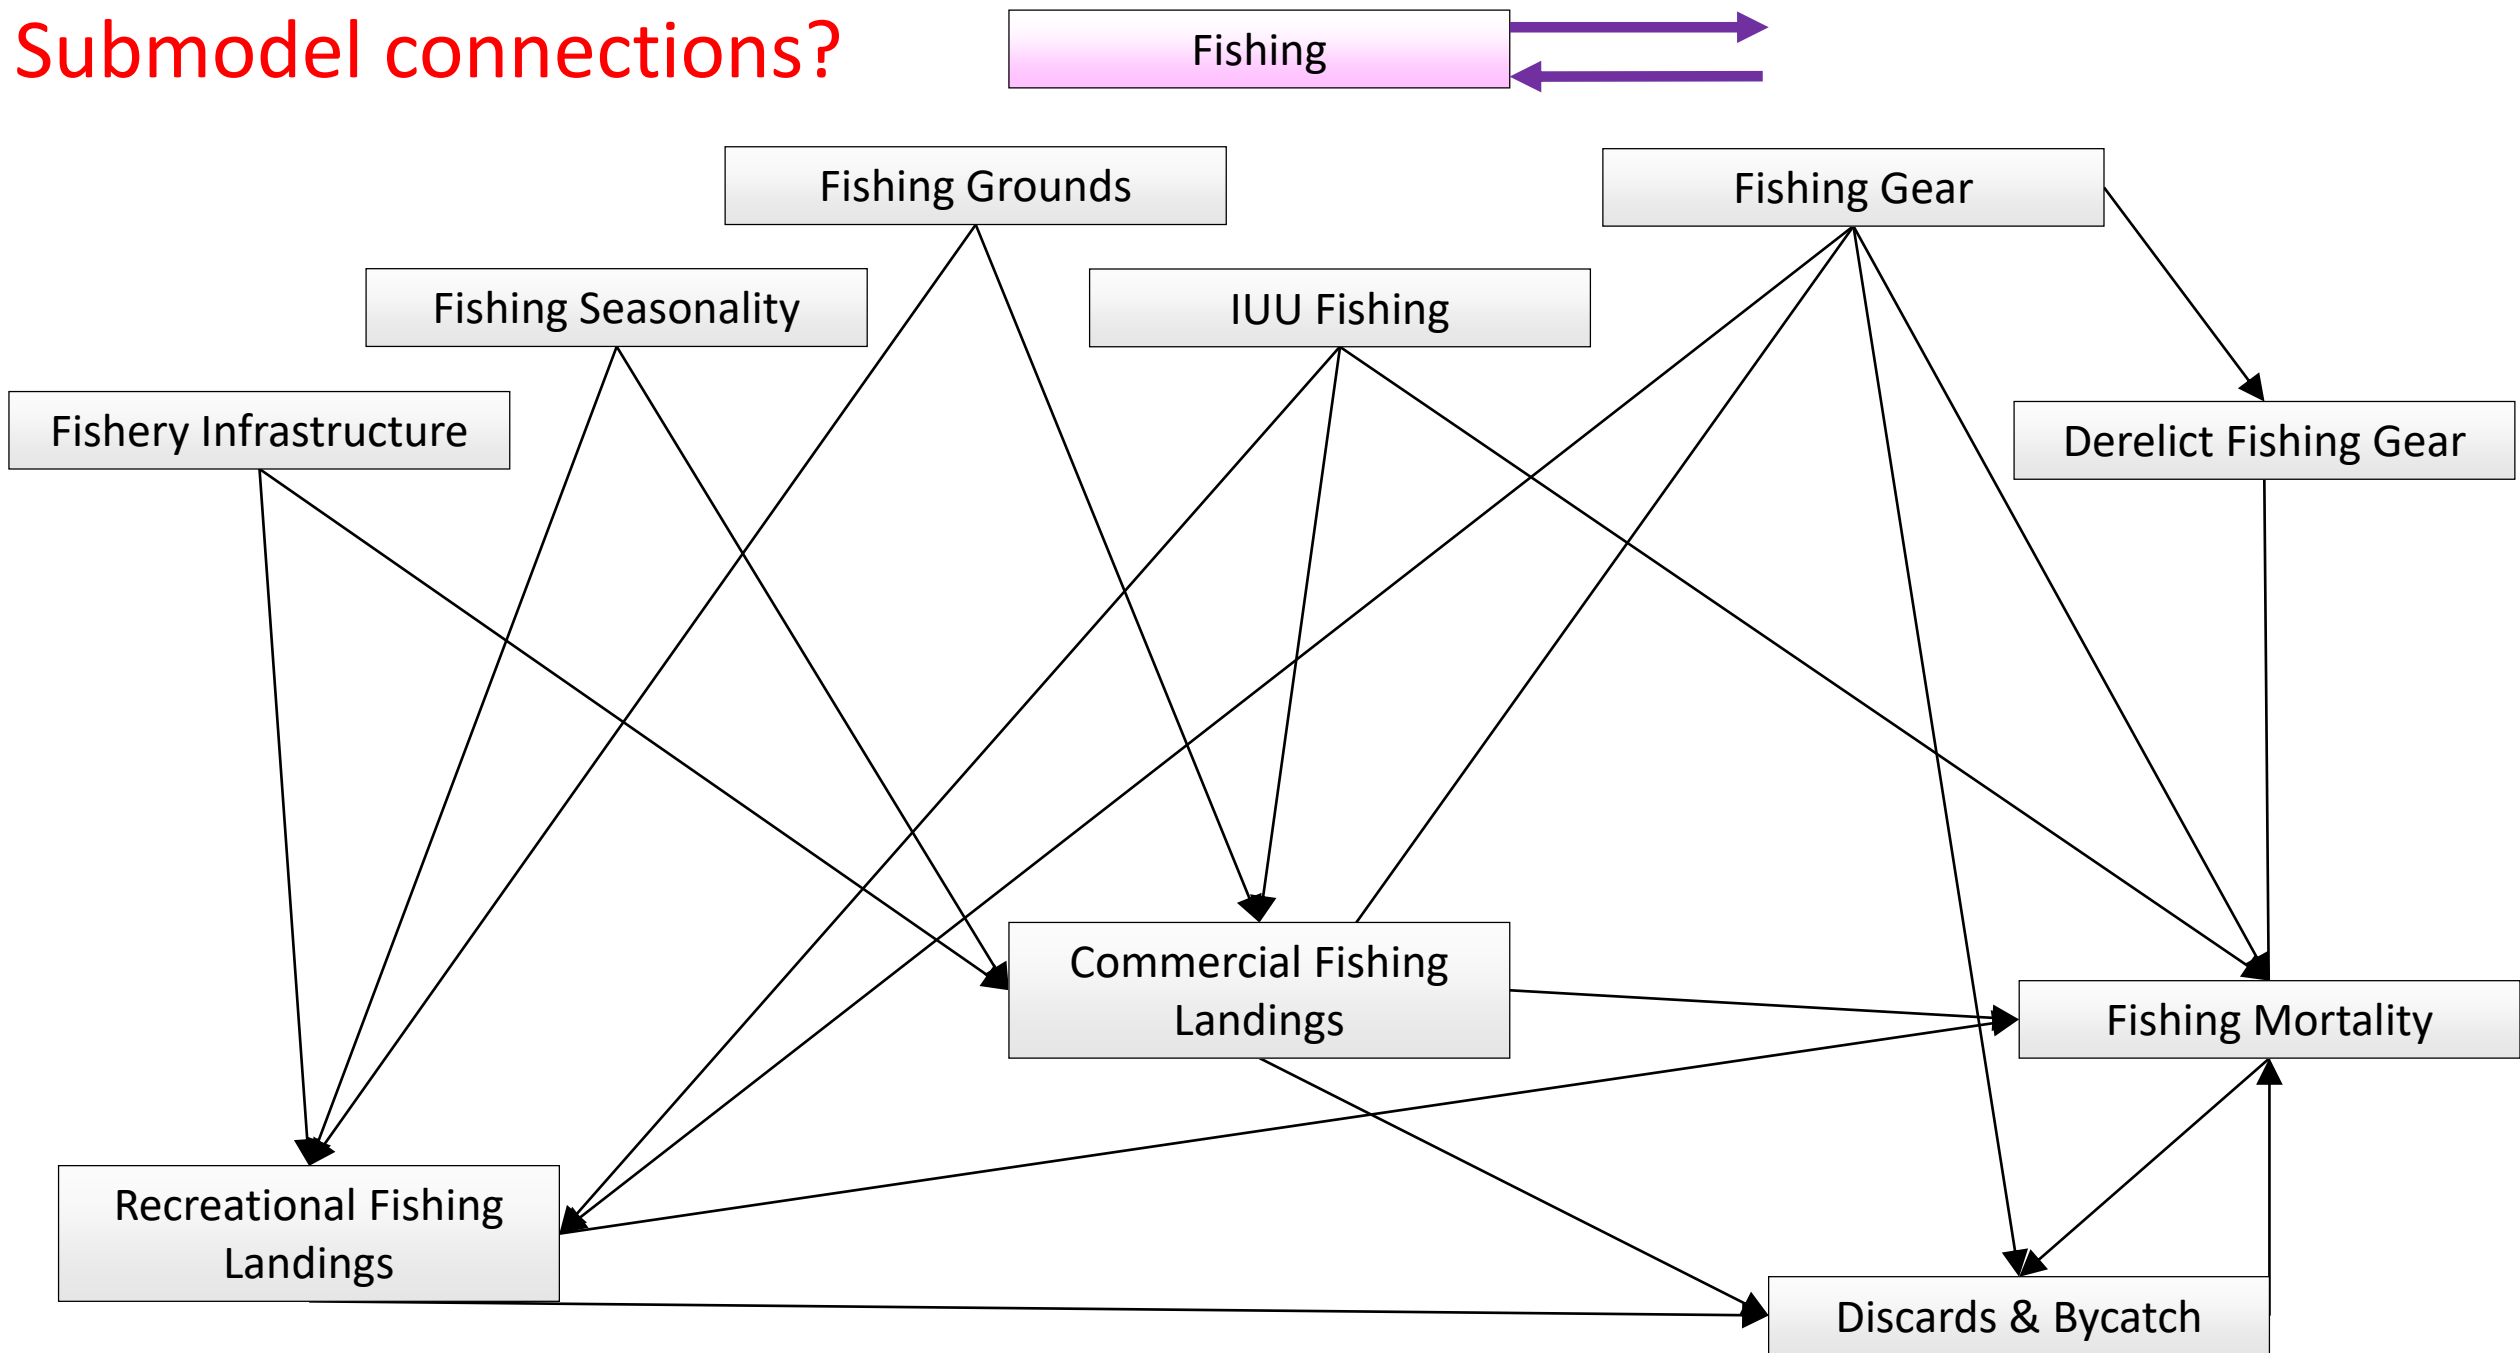 Submodel connections?
Fishing
Fishing Grounds
Fishing Gear
Fishing Seasonality
IUU Fishing
Fishery Infrastructure
Derelict Fishing Gear
Commercial Fishing
Landings
Fishing Mortality
Recreational Fishing
Landings
Discards & Bycatch